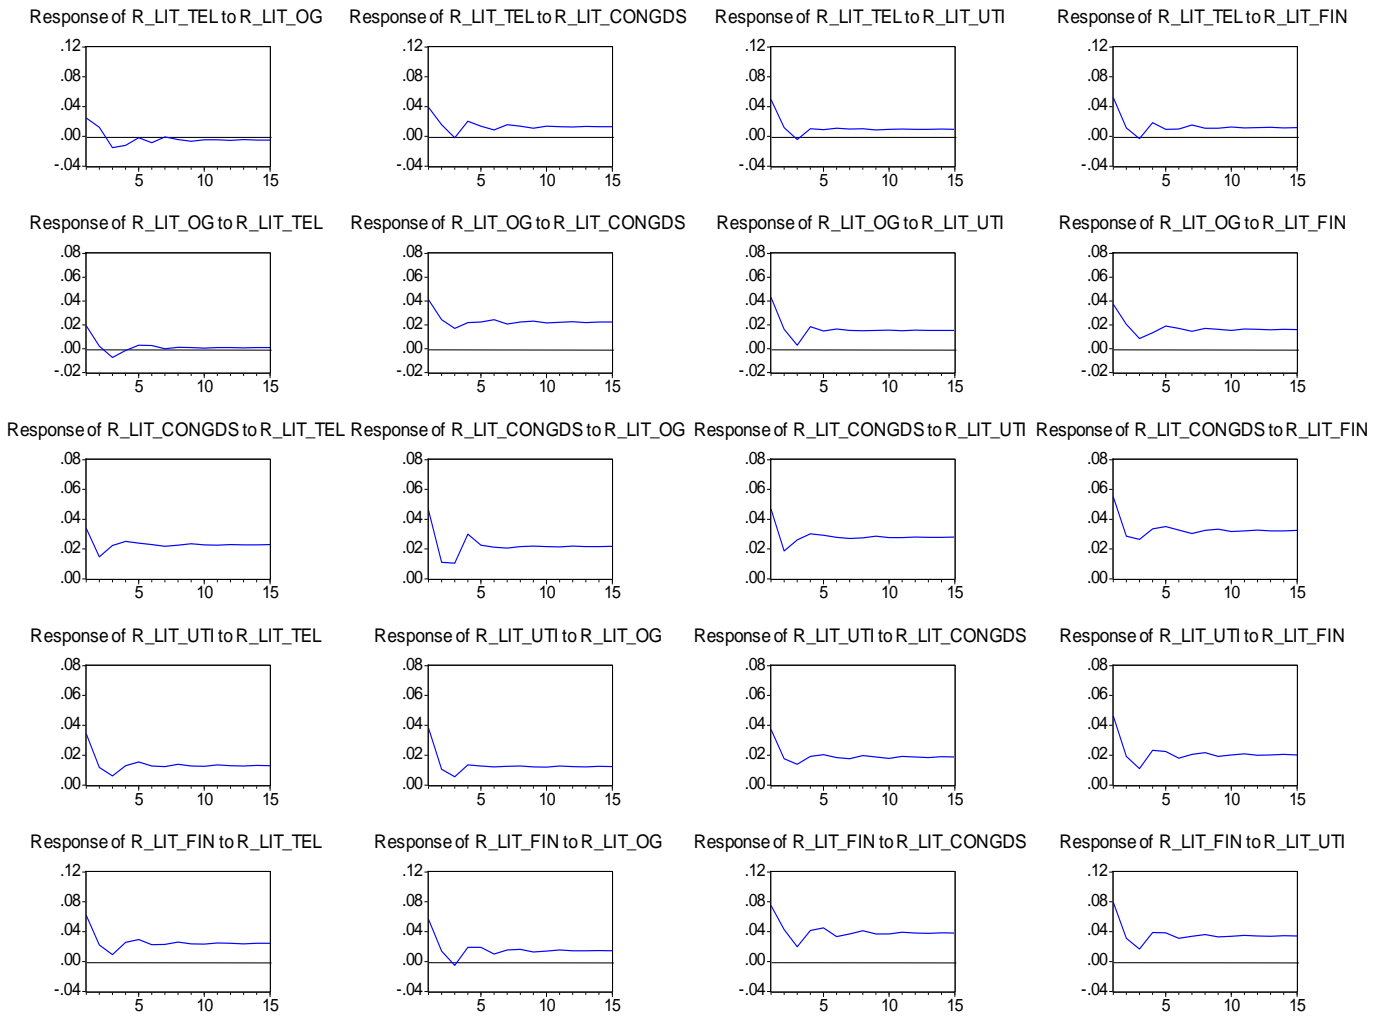 Response of R_LIT_TEL to R_LIT_OG Response of R_LIT_TEL to R_LIT_CONGDS Response of R_LIT_TEL to R_LIT_UTI Response of R_LIT_TEL to R_LIT_FIN
.12 .12 .12 .12
.08 .08 .08 .08
.04 .04 .04 .04
.00 .00 .00 .00
-.04 -.04 -.04 -.04
5 10 15 5 10 15 5 10 15 5 10 15
Response of R_LIT_OG to R_LIT_TEL Response of R_LIT_OG to R_LIT_CONGDS Response of R_LIT_OG to R_LIT_UTI Response of R_LIT_OG to R_LIT_FIN
.08 .08 .08 .08
.06 .06 .06 .06
.04 .04 .04 .04
.02 .02 .02 .02
.00 .00 .00 .00
-.02 -.02 -.02 -.02
5 10 15 5 10 15 5 10 15 5 10 15
Response of R_LIT_CONGDS to R_LIT_TEL Response of R_LIT_CONGDS to R_LIT_OG Response of R_LIT_CONGDS to R_LIT_UTI Response of R_LIT_CONGDS to R_LIT_FIN
.08 .08 .08 .08
.06 .06 .06 .06
.04 .04 .04 .04
.02 .02 .02 .02
.00 .00 .00 .00
5 10 15 5 10 15 5 10 15 5 10 15
Response of R_LIT_UTI to R_LIT_TEL Response of R_LIT_UTI to R_LIT_OG Response of R_LIT_UTI to R_LIT_CONGDS Response of R_LIT_UTI to R_LIT_FIN
.08 .08 .08 .08
.06 .06 .06 .06
.04 .04 .04 .04
.02 .02 .02 .02
.00 .00 .00 .00
5 10 15 5 10 15 5 10 15 5 10 15
Response of R_LIT_FIN to R_LIT_TEL Response of R_LIT_FIN to R_LIT_OG Response of R_LIT_FIN to R_LIT_CONGDS Response of R_LIT_FIN to R_LIT_UTI
.12 .12 .12 .12
.08 .08 .08 .08
.04 .04 .04 .04
.00 .00 .00 .00
-.04 -.04 -.04 -.04
5 10 15 5 10 15 5 10 15 5 10 15